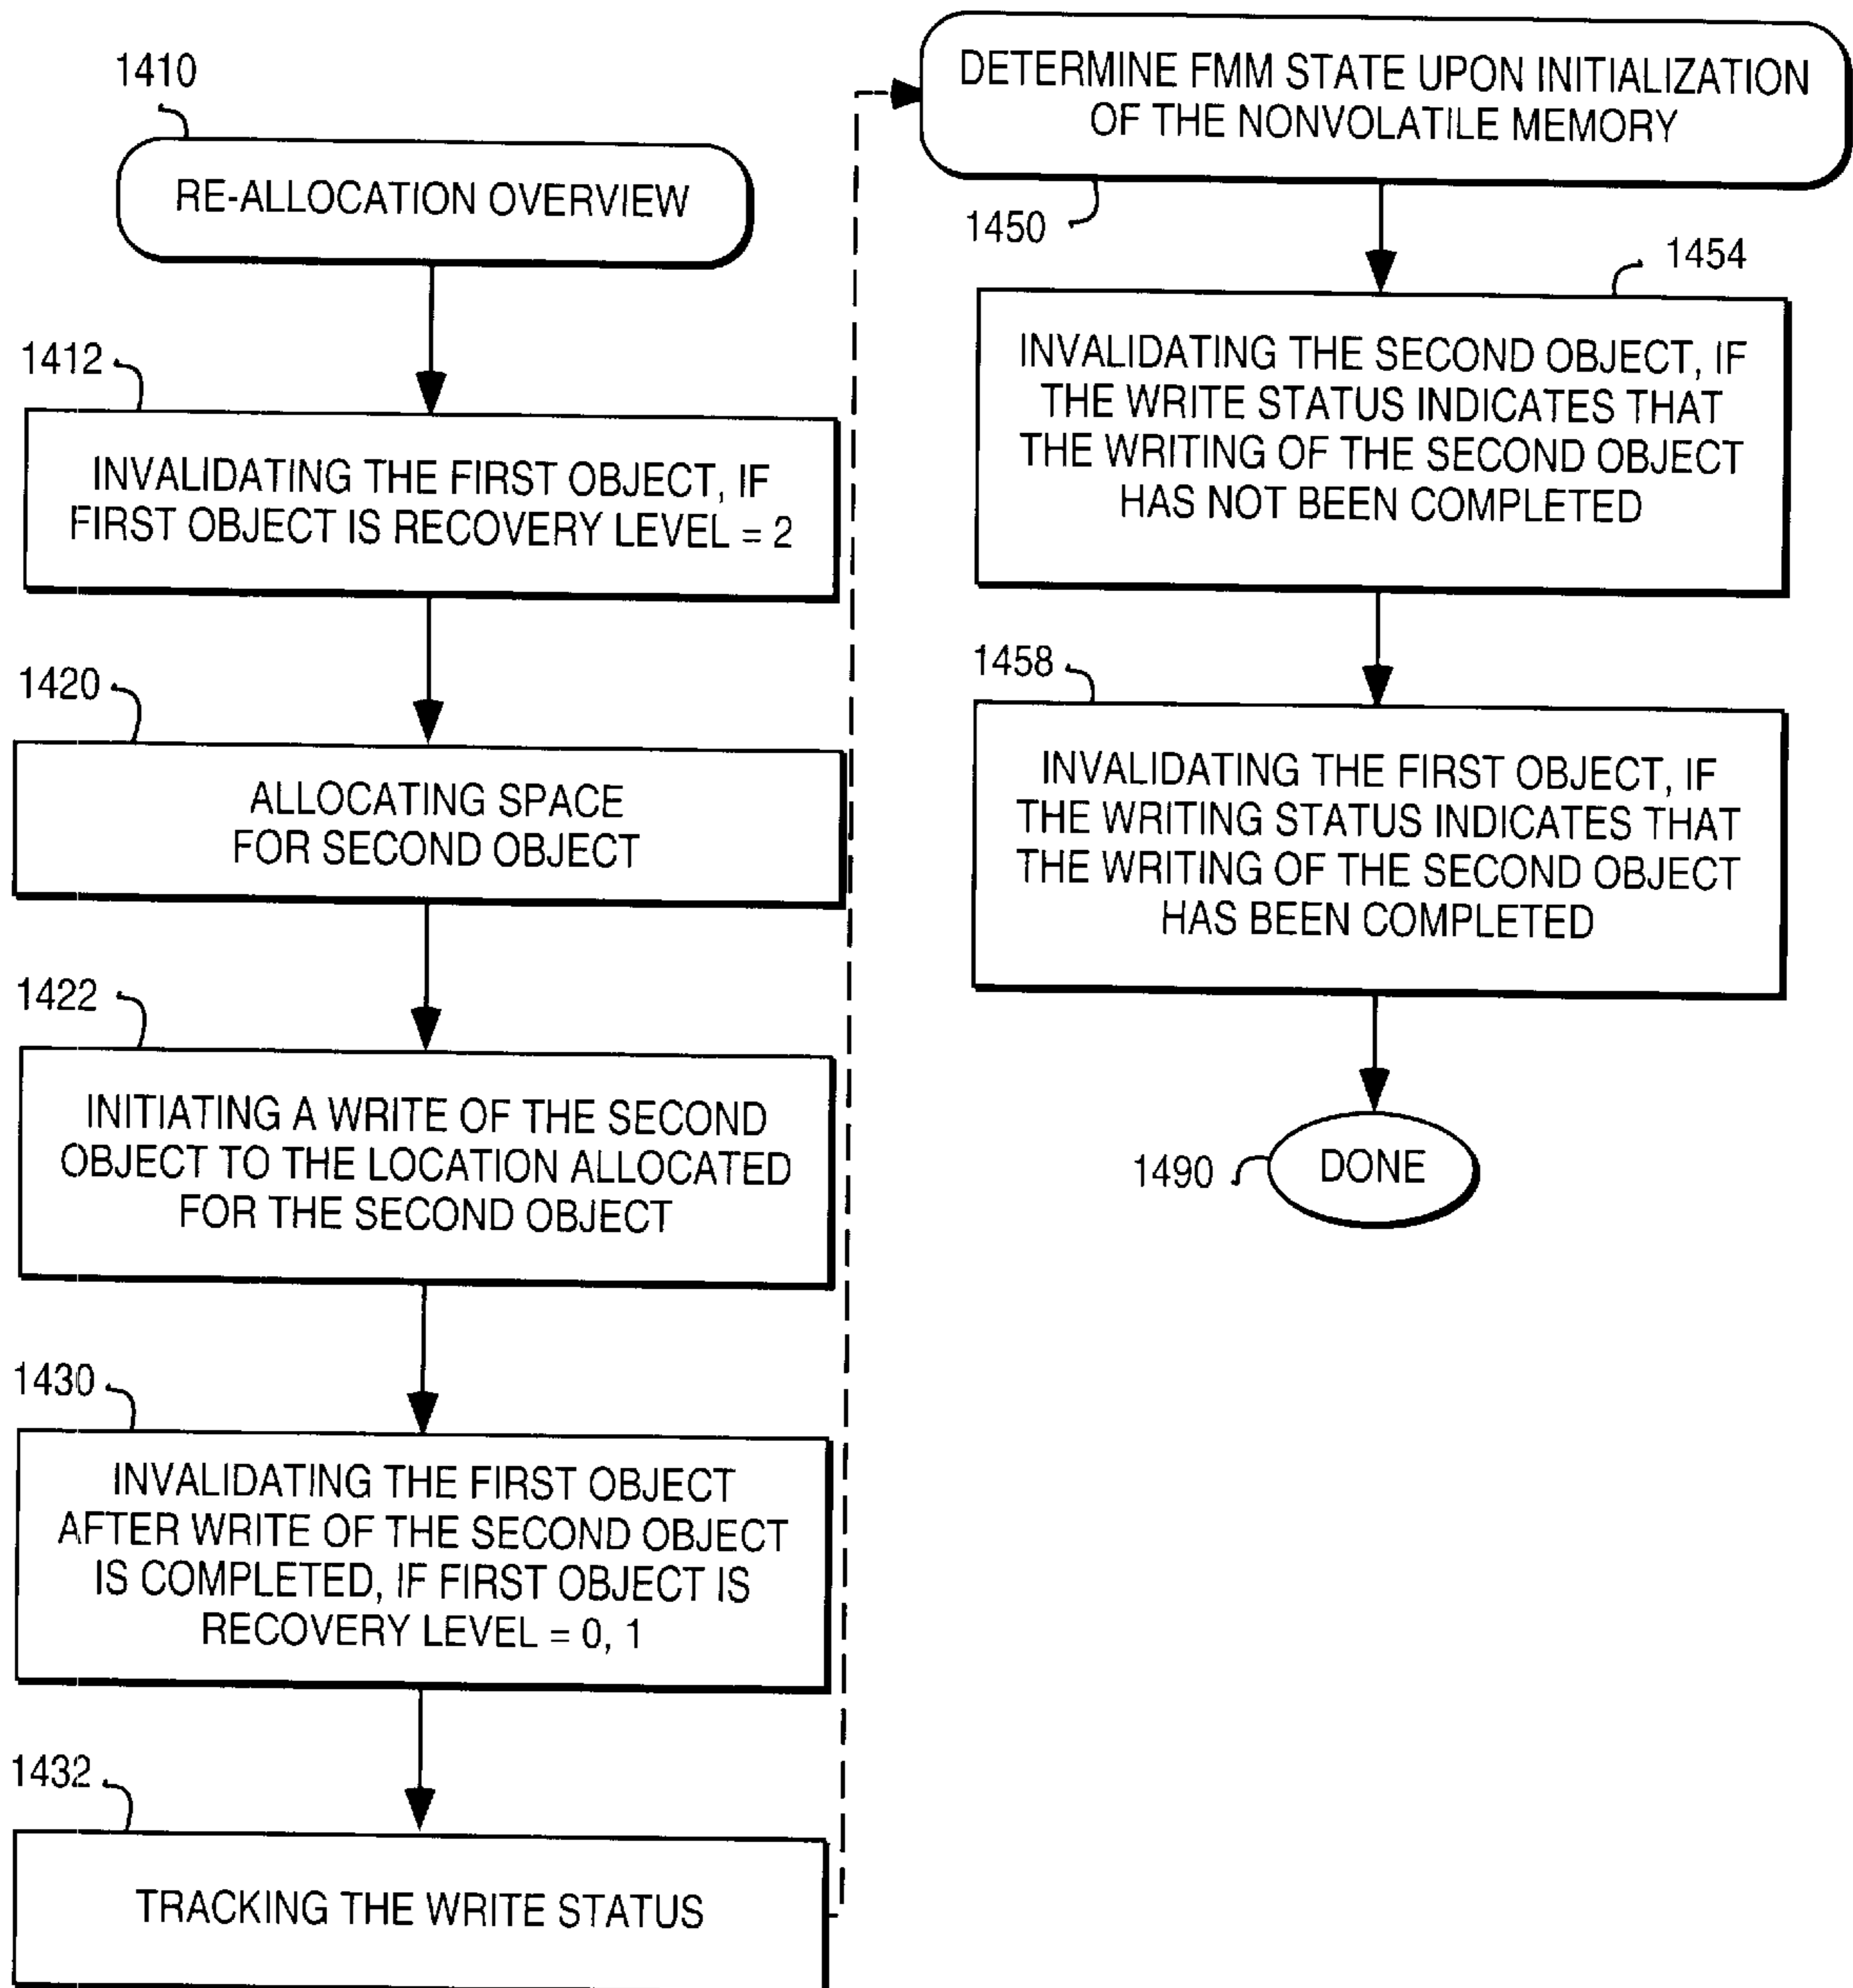 1410
RE-ALLOCATION OVERVIEW
1412
INVALIDATING THE FIRST OBJECT, IF
FIRST OBJECT IS RECOVERY LEVEL = 2
1420
ALLOCATING SPACE
FOR SECOND OBJECT
1422
INITIATING A WRITE OF THE SECOND
OBJECT TO THE LOCATION ALLOCATED
FOR THE SECOND OBJECT
1430
INVALIDATING THE FIRST OBJECT
AFTER WRITE OF THE SECOND OBJECT
IS COMPLETED, IF FIRST OBJECT IS
RECOVERY LEVEL = 0, 1
1432
TRACKING THE WRITE STATUS
DETERMINE FMM STATE UPON INITIALIZATION
OF THE NONVOLATILE MEMORY
1450
1454
INVALIDATING THE SECOND OBJECT, IF
THE WRITE STATUS INDICATES THAT
THE WRITING OF THE SECOND OBJECT
HAS NOT BEEN COMPLETED
1458
INVALIDATING THE FIRST OBJECT, IF
THE WRITING STATUS INDICATES THAT
THE WRITING OF THE SECOND OBJECT
HAS BEEN COMPLETED
1490
DONE